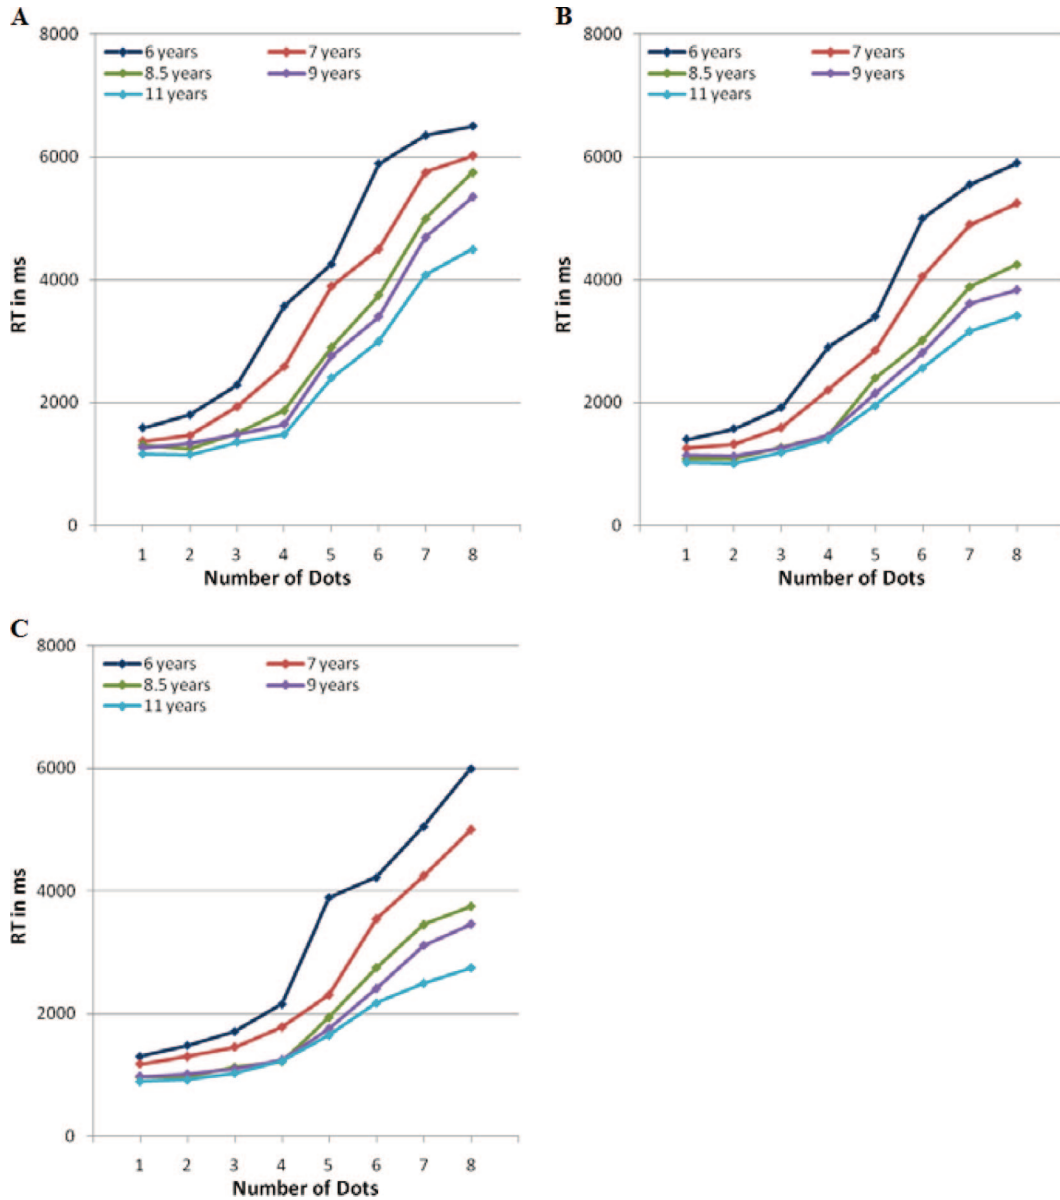 A
8000
6 years 7 years
8.5 years 9 years
11 years
6000
4000
2000
0
RT in ms
1 2 3 4 5 6 7 8
Number of Dots
B
8000
6 years 7 years
8.5 years 9 years
11 years
6000
4000
2000
0
RT in ms
1 2 3 4 5 6 7 8
Number of Dots
C
8000
6 years 7 years
8.5 years 9 years
11 years
6000
4000
2000
0
RT in ms
1 2 3 4 5 6 7 8
Number of Dots